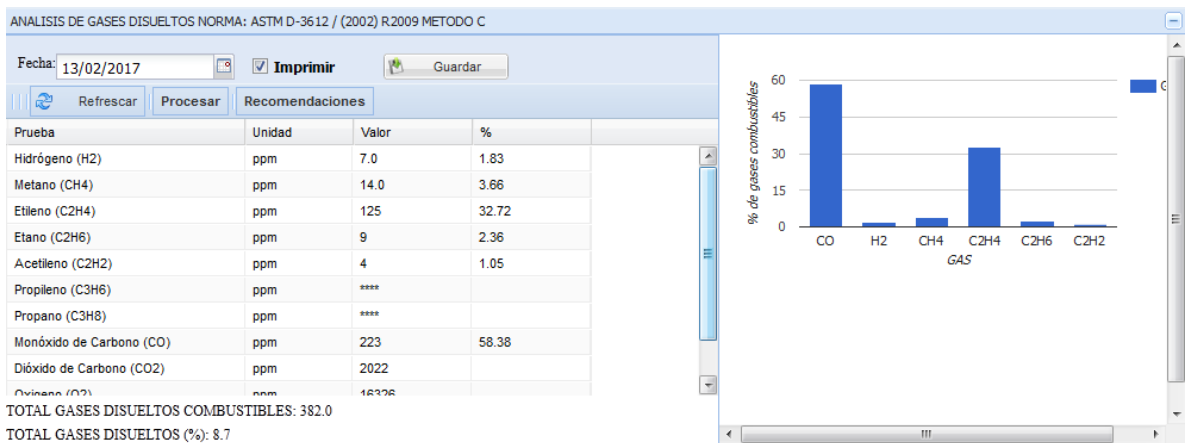 ANALISIS DE GASES DISUELTOS NORMA: ASTM D-3612 / (2002) R2009 METODO C
Fecha: 13/02/2017 Imprimir Guardar
Refrescar Procesar Recomendaciones
Prueba Unidad Valor %
Hidrógeno (H2) ppm 7.0 1.83
Metano (CH4) ppm 14.0 3.66
Etileno (C2H4) ppm 125 32.72
Etano (C2H6) ppm 9 2.36
Acetileno (C2H2) ppm 4 1.05
Propileno (C3H6) ppm ****
Propano (C3H8) ppm ****
Monóxido de Carbono (CO) ppm 223 58.38
Dióxido de Carbono (CO2) ppm 2022
Oxigeno (O2) ppm 16326
TOTAL GASES DISUELTOS COMBUSTIBLES: 382.0
TOTAL GASES DISUELTOS (%): 8.7
% de gases combustibles
60
45
30
15
0
CO H2 CH4 C2H4 C2H6 C2H2
GAS